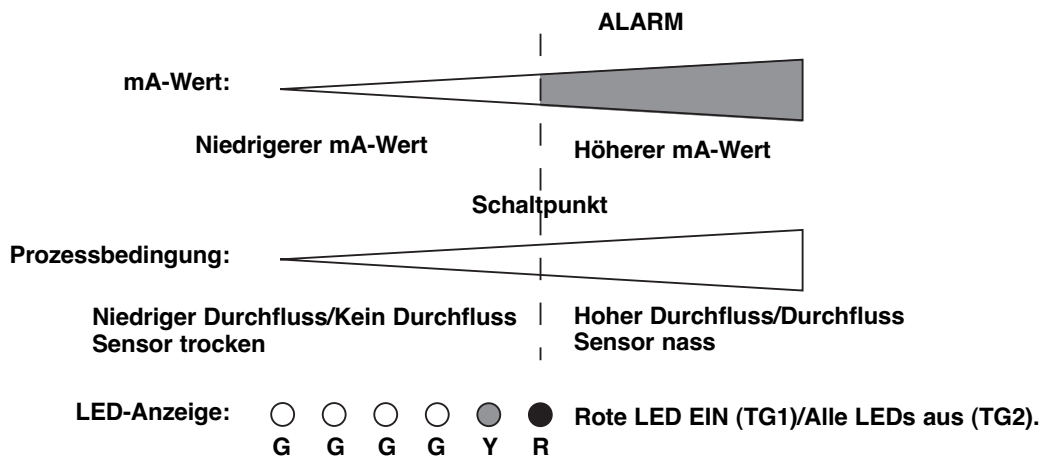 ALARM
mA-Wert:
Niedrigerer mA-Wert
Höherer mA-Wert
Schaltpunkt
Prozessbedingung:
Niedriger Durchfluss/Kein Durchfluss
Sensor trocken
Hoher Durchfluss/Durchfluss
Sensor nass
LED-Anzeige:
Rote LED EIN (TG1)/Alle LEDs aus (TG2).
G G G G Y R